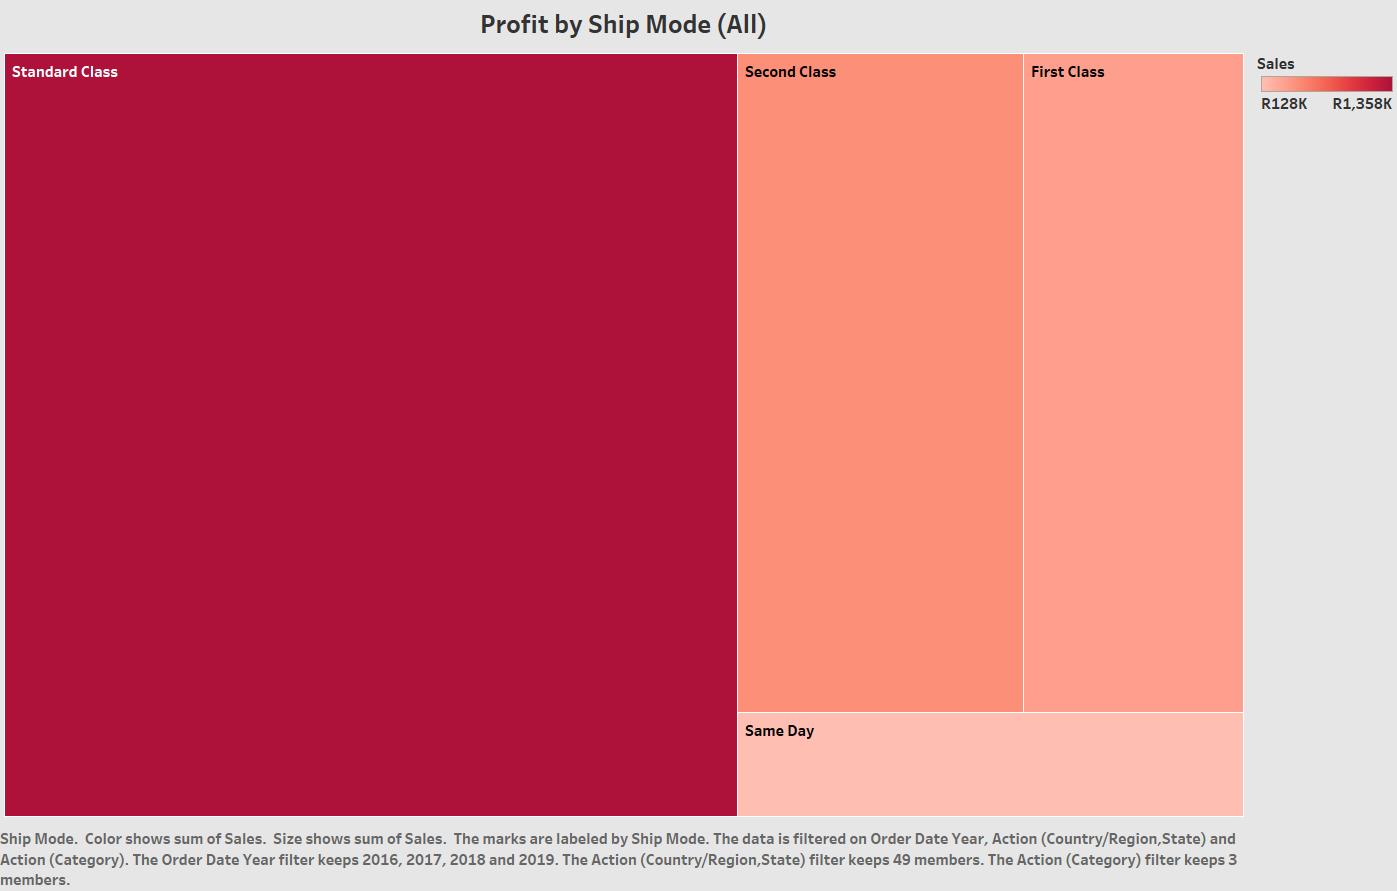 Profit by Ship Mode (All)
Standard Class
Second Class
First Class
Sales
R128K R1,358K
Same Day
Ship Mode.  Color shows sum of Sales.  Size shows sum of Sales.  The marks are labeled by Ship Mode. The data is filtered on Order Date Year, Action (Country/Region,State) and
Action (Category). The Order Date Year filter keeps 2016, 2017, 2018 and 2019. The Action (Country/Region,State) filter keeps 49 members. The Action (Category) filter keeps 3
members.